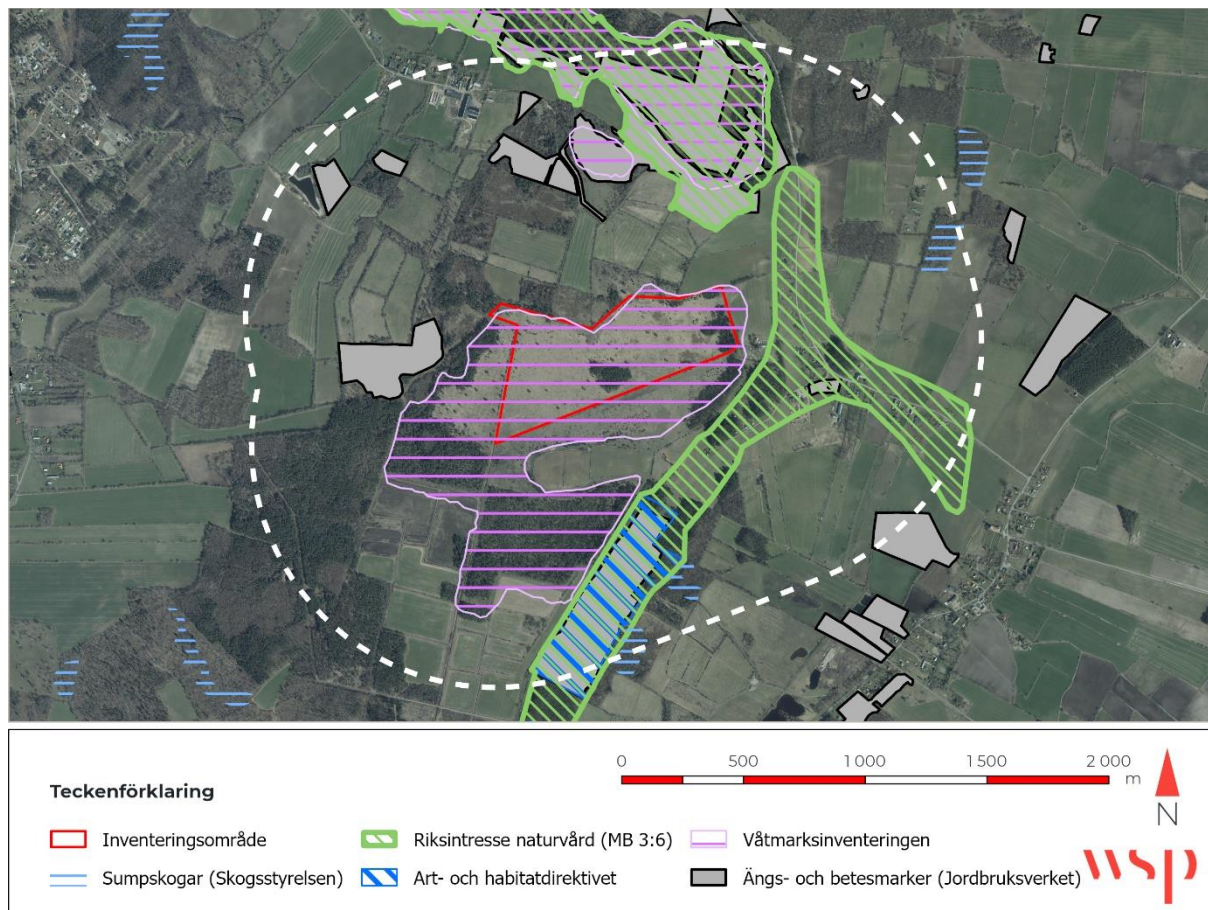 0 500 1 000 1 500 2 000
m
Teckenförklaring
N
Inventeringsområde Riksintresse naturvård (MB 3:6) Våtmarksinventeringen
Sumpskogar (Skogsstyrelsen) Art- och habitatdirektivet Ängs- och betesmarker (Jordbruksverket)
wsp